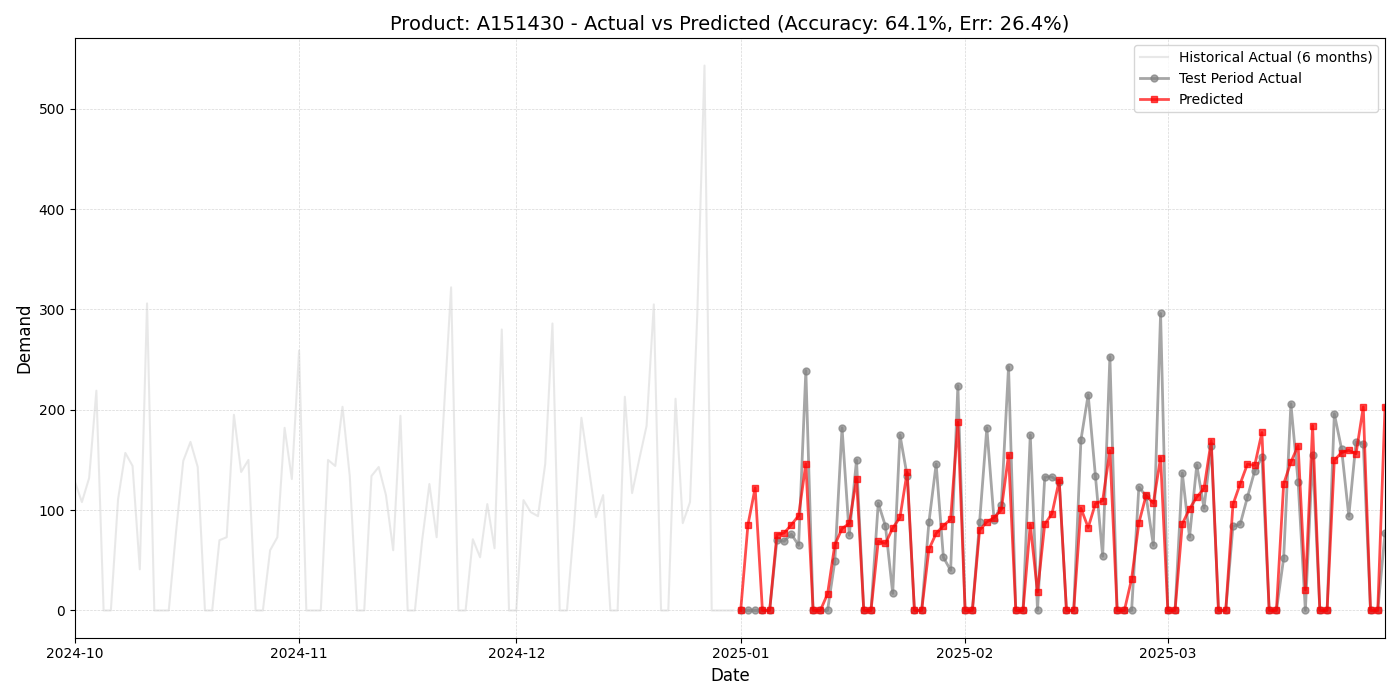 Product: A151430 - Actual vs Predicted (Accuracy: 64.1%, Err: 26.4%)
Historical Actual (6 months)
Test Period Actual
Predicted
Demand
500
400
300
200
100
0
2024-10
2024-11
2024-12
2025-01
2025-02
2025-03
Date